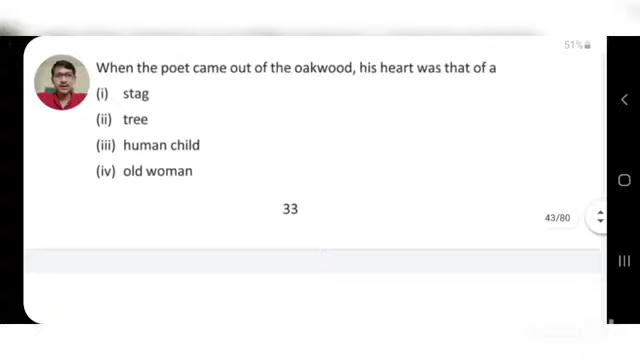 51%
When the poet came out of the oakwood, his heart was that of a
(i) stag
(ii) tree
(iii) human child
(iv) old woman
33
43/80